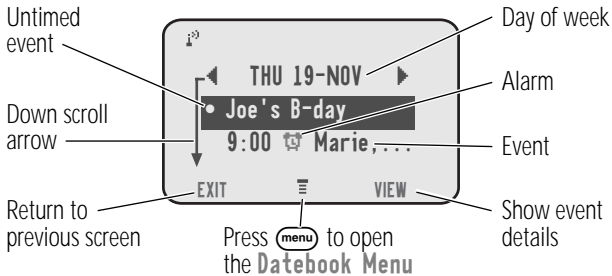 Untimed
event
Day of week
THU 19-NOV
Alarm
Joe's B-day
Down scroll
arrow
9:00 Marie,...
Event
EXIT
VIEW
Return to
previous screen
Press menu to open
the Datebook Menu
Show event
details